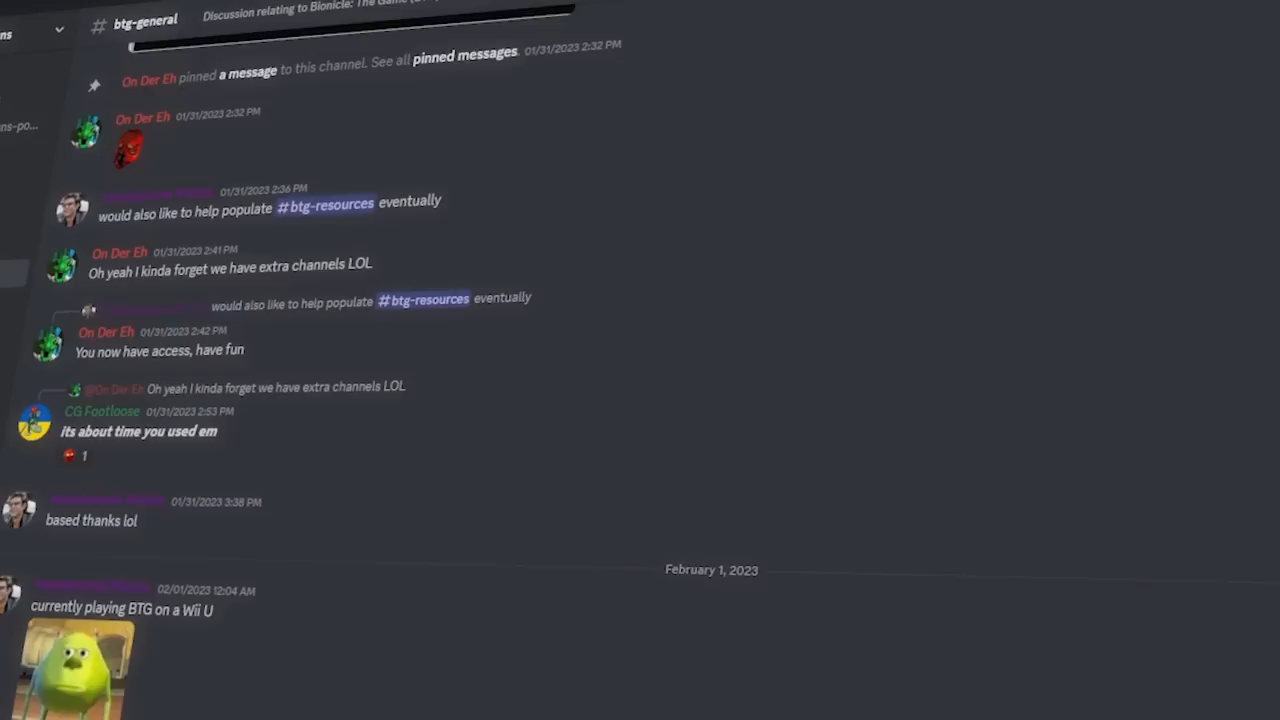 ns
# btg-general
Discussion relating to Bionicle: The Game
On Der Eh pinned a message to this channel. See all pinned messages. 01/31/2023 2:32 PM
ns-po...
On Der Eh 01/31/2023 2:32 PM
01/31/2023 2:36 PM
would also like to help populate #btg-resources eventually
On Der Eh 01/31/2023 2:41 PM
Oh yeah I kinda forget we have extra channels LOL
would also like to help populate #btg-resources eventually
On Der Eh 01/31/2023 2:42 PM
You now have access, have fun
@On Der Eh Oh yeah I kinda forget we have extra channels LOL
CG Footloose 01/31/2023 2:53 PM
its about time you used em
1
01/31/2023 3:38 PM
based thanks lol
February 1, 2023
02/01/2023 12:04 AM
currently playing BTG on a Wii U